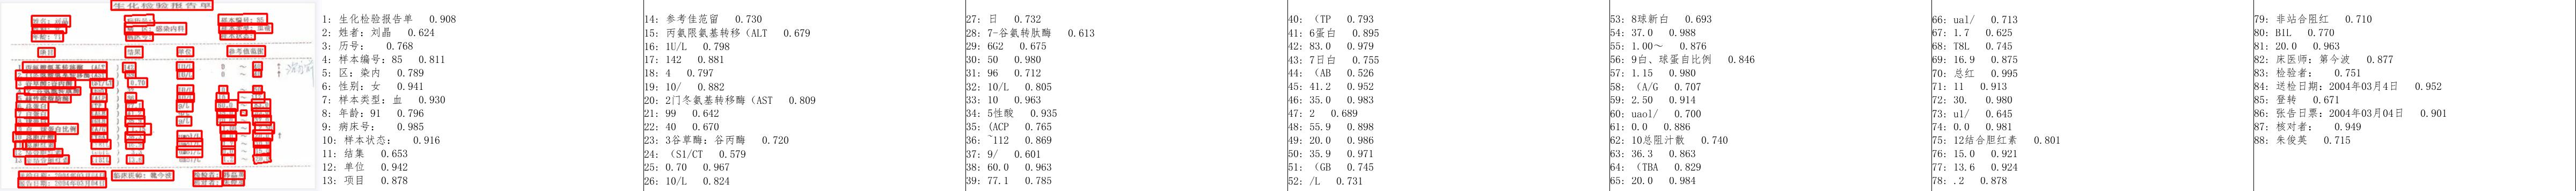 生化检验报告单
1: 生化检验报告单 0.908
2: 姓者：刘晶 0.624
3: 历号： 0.768
4: 样本编号：85 0.811
5: 区：染内 0.789
6: 性别：女 0.941
7: 样本类型：血 0.930
8: 年龄：91 0.796
9: 病床号： 0.985
10: 样本状态： 0.916
11: 结集 0.653
12: 单位 0.942
13: 项目 0.878
14: 参考佳范留 0.730
15: 丙氨限氨基转移（ALT 0.679
16: 1U/L 0.798
17: 142 0.881
18: 4 0.797
19: 10/ 0.882
20: 2门冬氨基转移酶（AST 0.809
21: 99 0.642
22: 40 0.670
23: 3谷草酶：谷丙酶 0.720
24: （S1/CT 0.579
25: 0.70 0.967
26: 10/L 0.824
27: 日 0.732
28: 7-谷氨转肽酶 0.613
29: 6G2 0.675
30: 50 0.980
31: 96 0.712
32: 10/L 0.805
33: 10 0.963
34: 5性酸 0.935
35: (ACP 0.765
36: ~112 0.869
37: 9/ 0.601
38: 60.0 0.963
39: 77.1 0.785
40: （TP 0.793
41: 6蛋白 0.895
42: 83.0 0.979
43: 7日白 0.755
44: （AB 0.526
45: 41.2 0.952
46: 35.0 0.983
47: 2 0.689
48: 55.9 0.898
49: 20.0 0.986
50: 35.9 0.971
51: （GB 0.745
52: /L 0.731
53: 8球新白 0.693
54: 37.0 0.988
55: 1.00～ 0.876
56: 9白、球蛋自比例 0.846
57: 1.15 0.980
58: （A/G 0.707
59: 2.50 0.914
60: uaol/ 0.700
61: 0.0 0.886
62: 10总阻汁散 0.740
63: 36.3 0.863
64: （TBA 0.829
65: 20.0 0.984
66: ual/ 0.713
67: 1.7 0.625
68: T8L 0.745
69: 16.9 0.875
70: 总红 0.995
71: 11 0.913
72: 30. 0.980
73: u1/ 0.645
74: 0.0 0.981
75: 12结合胆红素 0.801
76: 15.0 0.921
77: 13.6 0.924
78: .2 0.878
79: 非站合阻红 0.710
80: BIL 0.770
81: 20.0 0.963
82: 床医师：第今波 0.877
83: 检验者： 0.751
84: 送检日期：2004年03月4日 0.952
85: 登转 0.671
86: 张告日票：2004年03月04日 0.901
87: 核对者： 0.949
88: 朱俊英 0.715